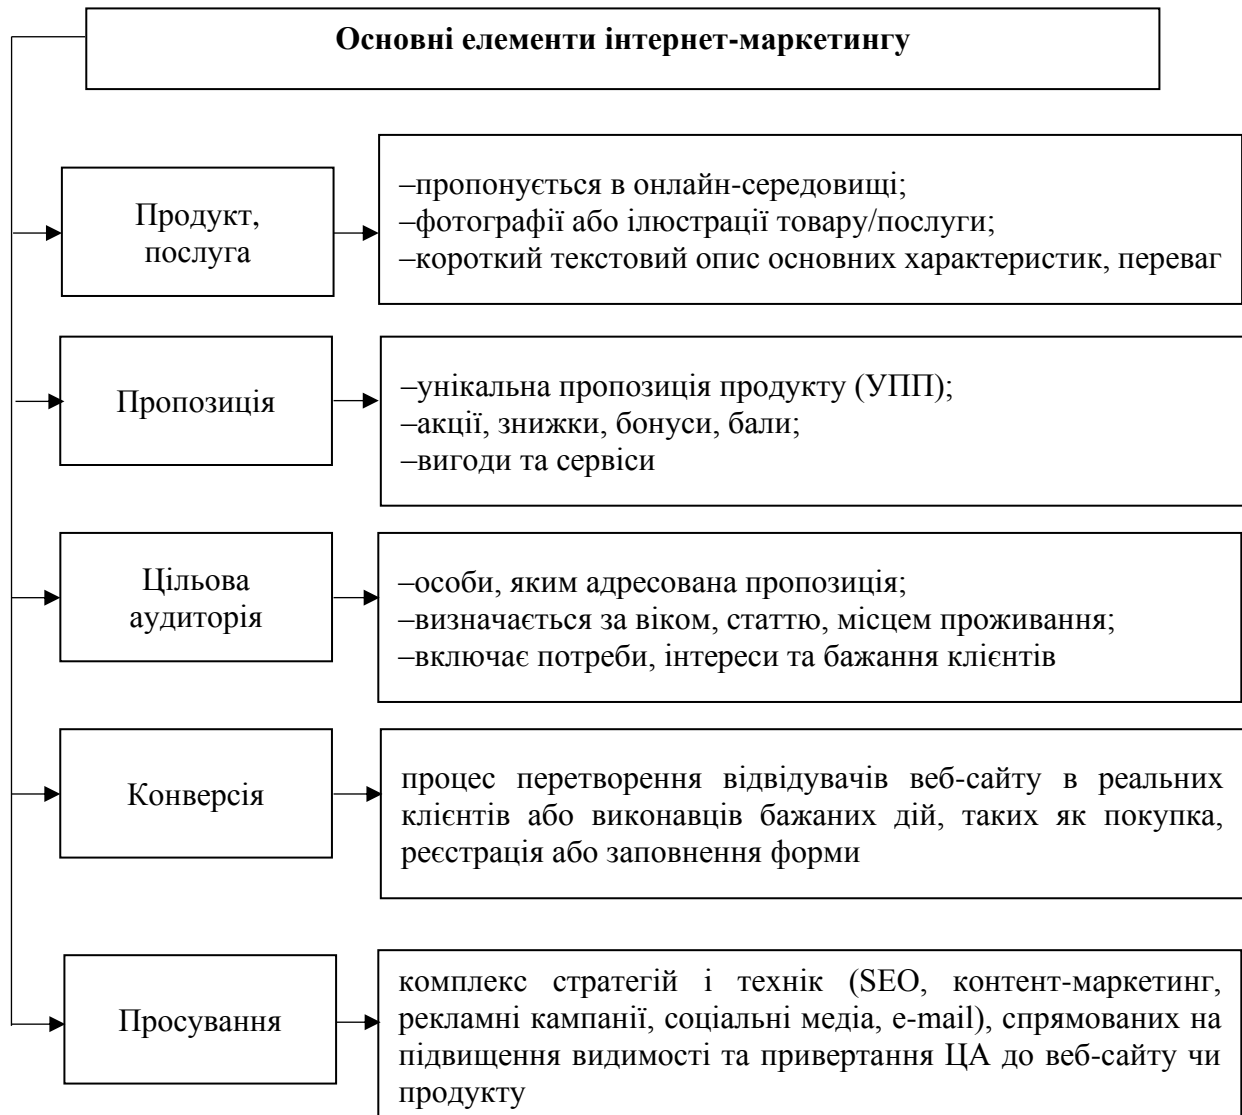 Основні елементи інтернет-маркетингу
Продукт,
послуга
–пропонується в онлайн-середовищі;
–фотографії або ілюстрації товару/послуги;
–короткий текстовий опис основних характеристик, переваг
Пропозиція
–унікальна пропозиція продукту (УПП);
–акції, знижки, бонуси, бали;
–вигоди та сервіси
Цільова
аудиторія
–особи, яким адресована пропозиція;
–визначається за віком, статтю, місцем проживання;
–включає потреби, інтереси та бажання клієнтів
Конверсія
процес перетворення відвідувачів веб-сайту в реальних
клієнтів або виконавців бажаних дій, таких як покупка,
реєстрація або заповнення форми
Просування
комплекс стратегій і технік (SEO, контент-маркетинг,
рекламні кампанії, соціальні медіа, e-mail), спрямованих на
підвищення видимості та привертання ЦА до веб-сайту чи
продукту